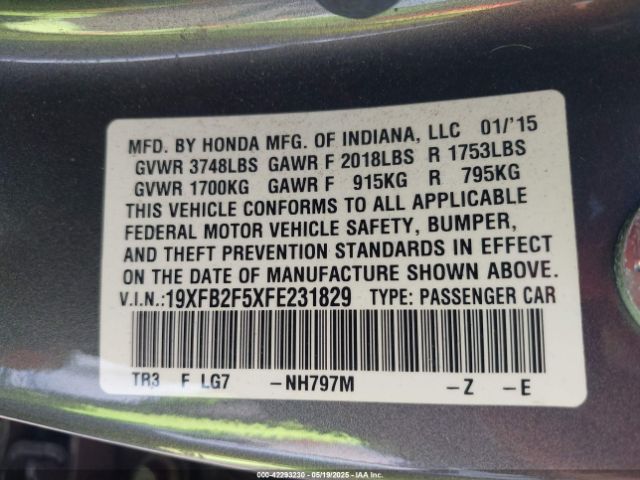 MFD. BY HONDA MFG. OF INDIANA, LLC 01/'15
GVWR 3748LBS GAWR F 2018LBS R 1753LBS
GVWR 1700KG GAWR F 915KG R 795KG
THIS VEHICLE CONFORMS TO ALL APPLICABLE
FEDERAL MOTOR VEHICLE SAFETY, BUMPER,
AND THEFT PREVENTION STANDARDS IN EFFECT
ON THE DATE OF MANUFACTURE SHOWN ABOVE.
V.I.N.:19XFB2F5XFE231829 TYPE: PASSENGER CAR
TR3 F LG7 -NH797M -Z -E
000-42293230 - 05/19/2025 - IAAI.COM